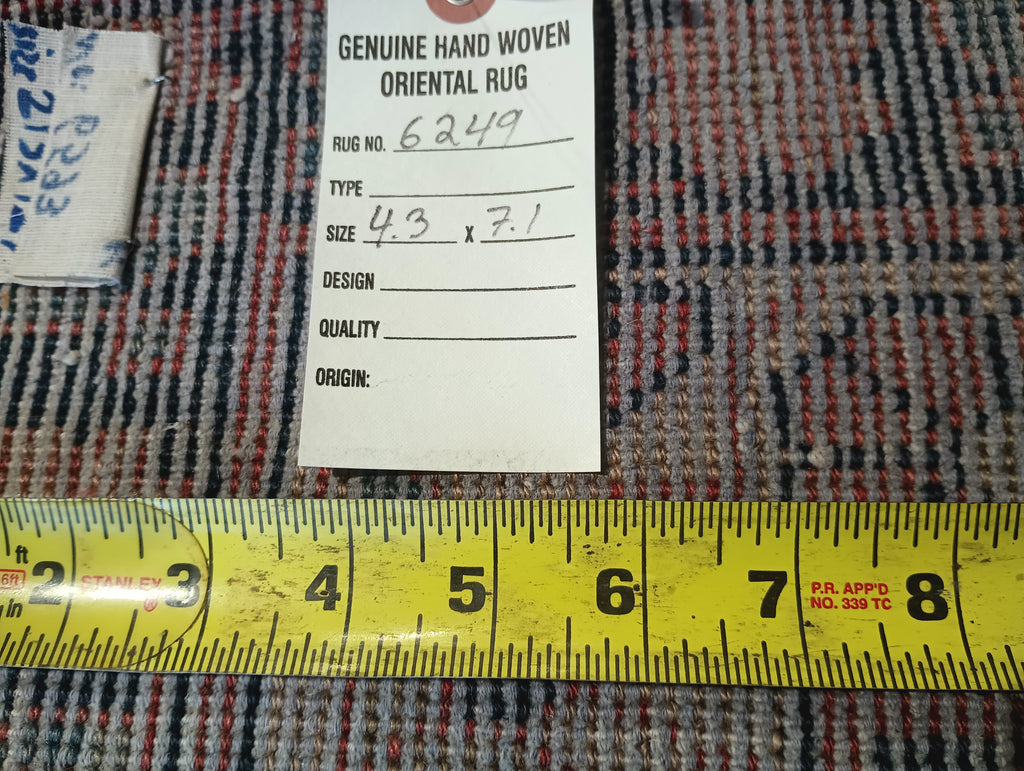 GENUINE HAND WOVEN
ORIENTAL RUG
RUG NO. 6249
TYPE
SIZE 4.3 X 7.1
DESIGN
QUALITY
ORIGIN:
ft
6ft
in
2 STANLEY® 3 4 5 6 7 8
P.R. APP'D
NO. 339 TC